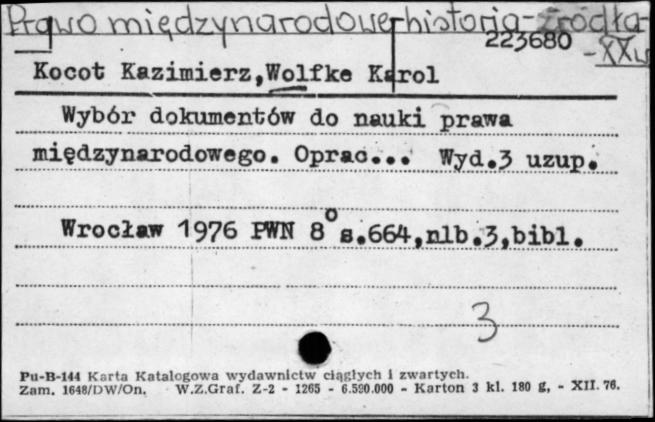 Prawo międzynarodowe-historia-źródła-
223680
-XXw
Kocot Kazimierz,Wolfke Karol
Wybór dokumentów do nauki prawa
międzynarodowego. Oprac... Wyd.3 uzup.
Wrocław 1976 PWN 8° s.664,nlb.3,bibl.
3
Pu-B-144 Karta Katalogowa wydawnictw ciągłych i zwartych.
Zam. 1648/DW/On. W.Z.Graf. Z-2 - 1265 - 6.590.000 - Karton 3 kl. 180 g, - XII. 76.